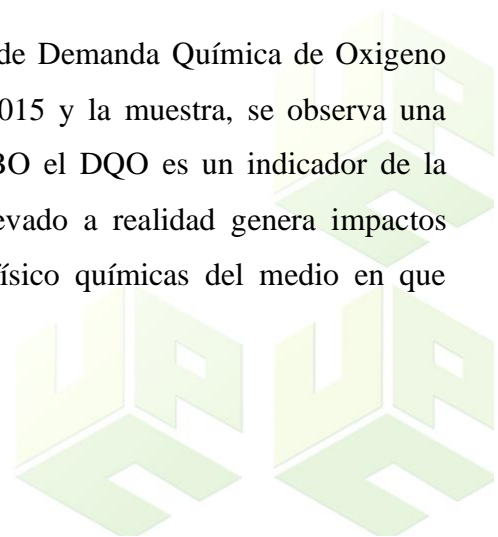 de Demanda Química de Oxigeno
015 y la muestra, se observa una
BO el DQO es un indicador de la
evado a realidad genera impactos
ísico químicas del medio en que